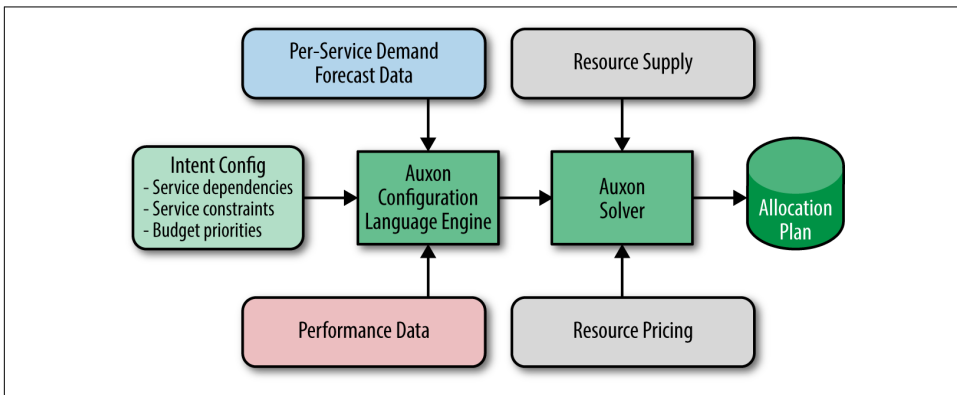 Per-Service Demand
Forecast Data
Resource Supply
Intent Config
- Service dependencies
- Service constraints
- Budget priorities
Auxon
Configuration
Language Engine
Auxon
Solver
Allocation
Plan
Performance Data
Resource Pricing